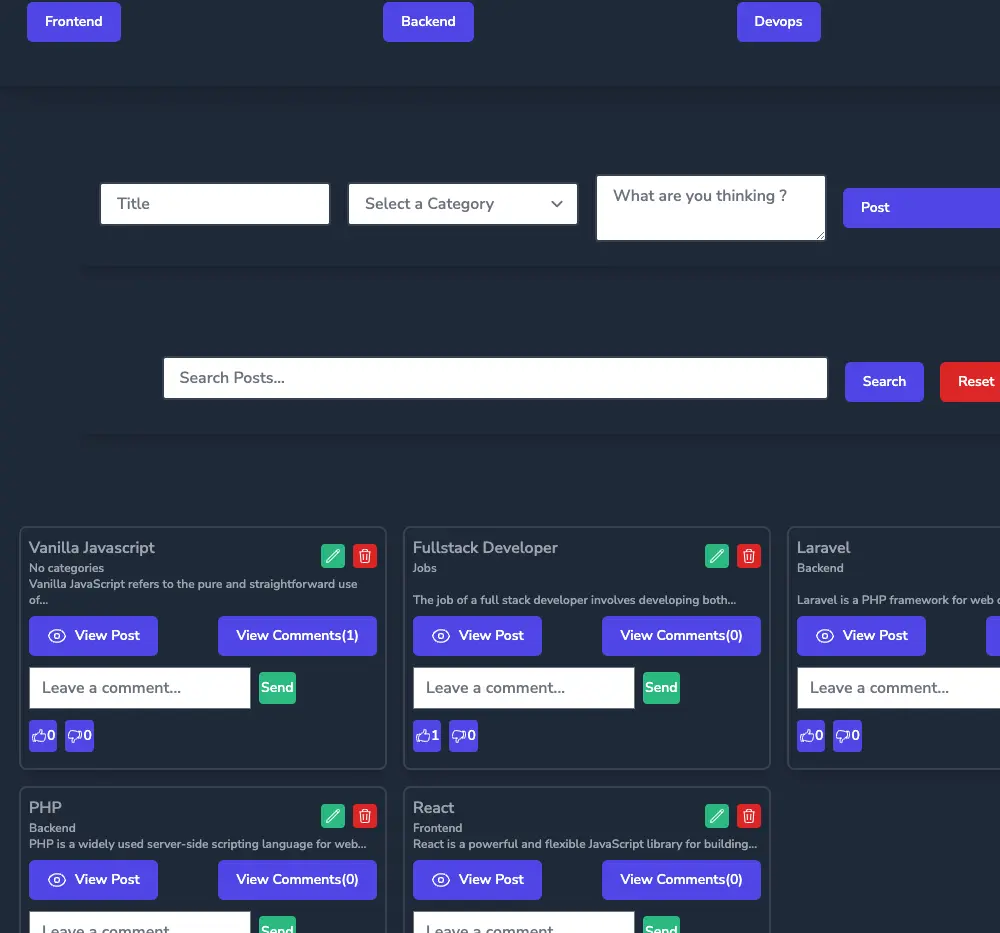 Frontend
Backend
Devops
Title
Select a Category
What are you thinking ?
Post
Search Posts...
Search
Reset
Vanilla Javascript
No categories
Vanilla JavaScript refers to the pure and straightforward use
of...
View Post
View Comments(1)
Leave a comment...
Send
0
0
Fullstack Developer
Jobs
The job of a full stack developer involves developing both...
View Post
View Comments(0)
Leave a comment...
Send
1
0
Laravel
Backend
Laravel is a PHP framework for web
View Post
Leave a comment...
0
0
PHP
Backend
PHP is a widely used server-side scripting language for web...
View Post
View Comments(0)
Leave a comment
Send
React
Frontend
React is a powerful and flexible JavaScript library for building...
View Post
View Comments(0)
Leave a comment
Send